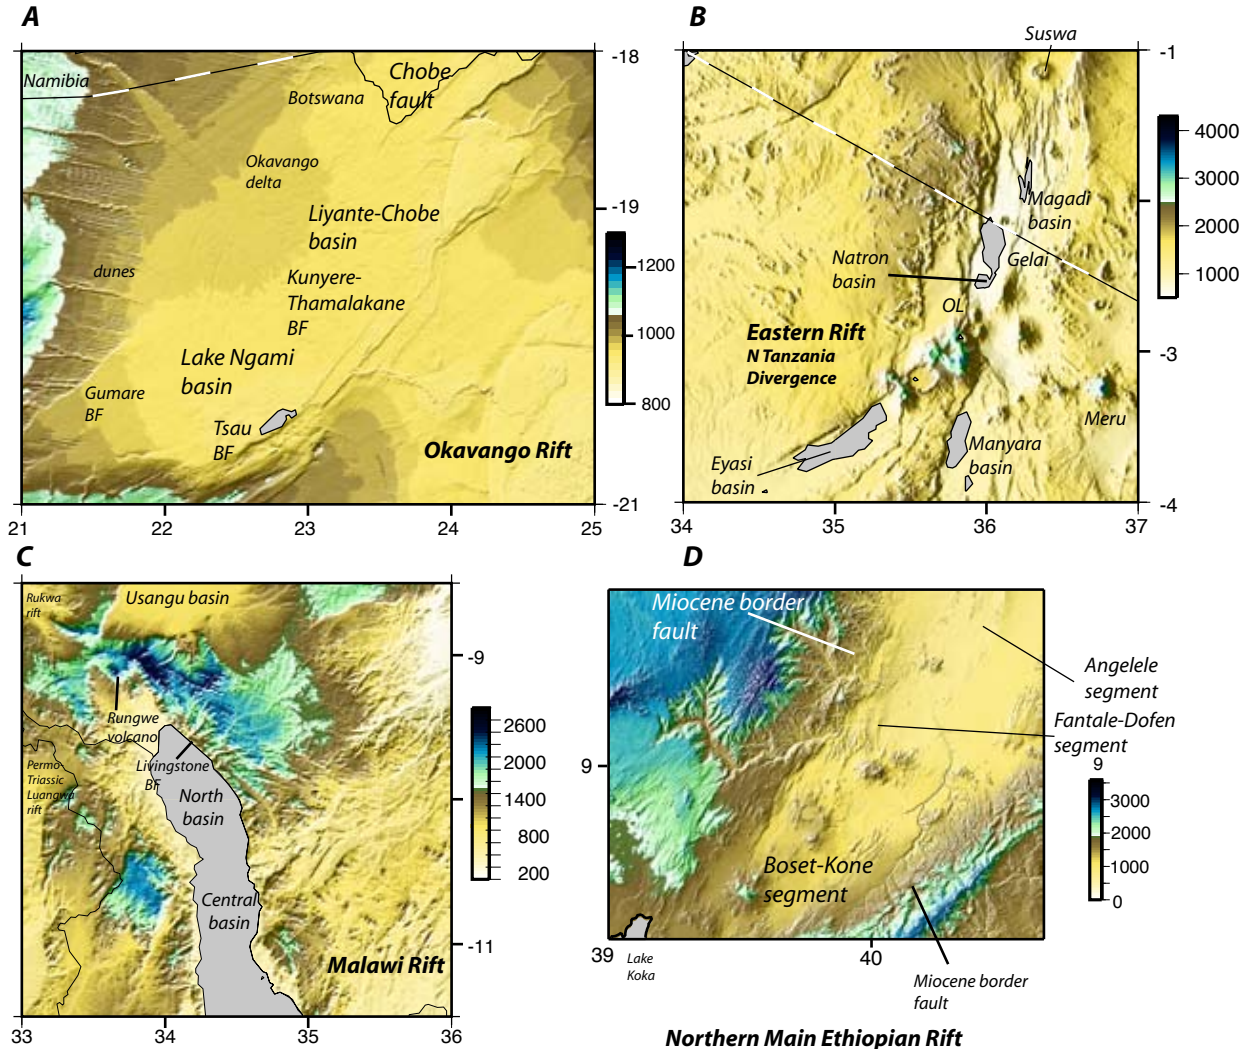 A
Namibia
Botswana
Chobe
fault
Okavango
delta
Liyante-Chobe
basin
dunes
Kunyere-
Thamalakane
BF
Lake Ngami
basin
Gumare
BF
Tsau
BF
Okavango Rift
-18
-19
-21
21
22
23
24
25
1200
1000
800
B
Suswa
Magadi
basin
Natron
basin
Gelai
OL
Eastern Rift
N Tanzania
Divergence
Meru
Manyara
basin
Eyasi
basin
-1
-3
-4
34
35
36
37
4000
3000
2000
1000
C
Rukwa
rift
Usangu basin
Rungwe
volcano
Livingstone
BF
Permo
Triassic
Luangwa
rift
North
basin
Central
basin
Malawi Rift
-9
-11
33
34
35
36
2600
2000
1400
800
200
D
Miocene border
fault
Angelele
segment
Fantale-Dofen
segment
9
9
3000
2000
1000
0
Boset-Kone
segment
39
Lake
Koka
40
Miocene border
fault
Northern Main Ethiopian Rift